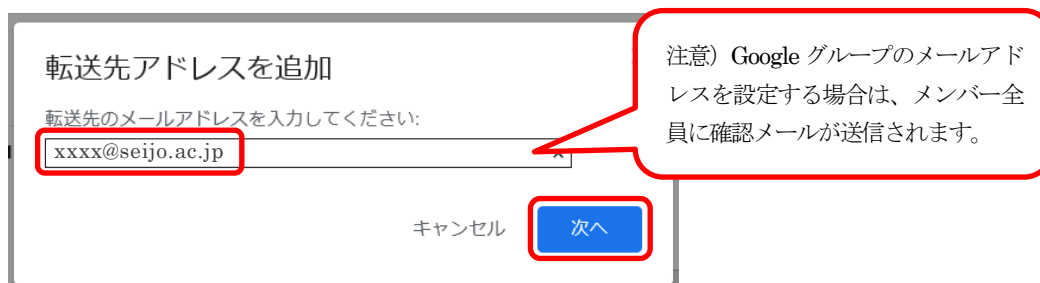 転送先アドレスを追加
転送先のメールアドレスを入力してください:
xxxx@seijo.ac.jp
キャンセル
次へ
注意）Google グループのメールアド
レスを設定する場合は、メンバー全
員に確認メールが送信されます。